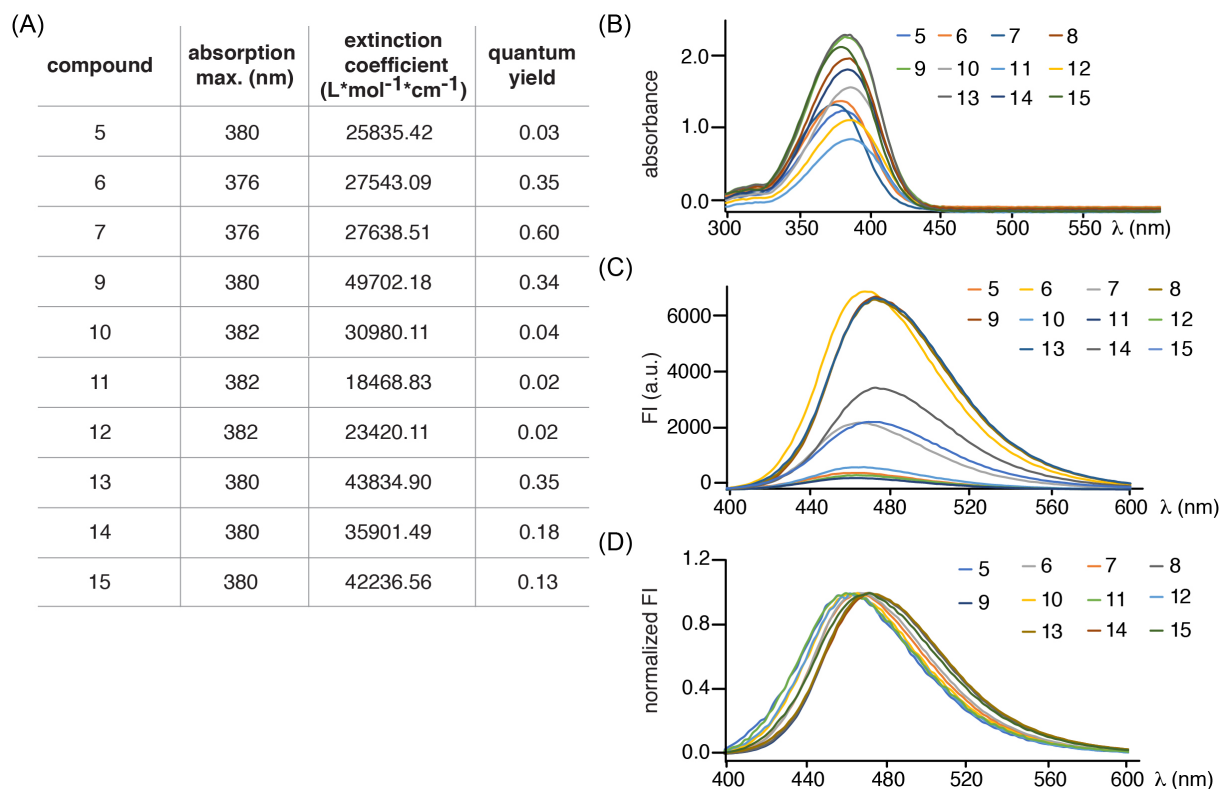 (A)
compound absorption max. (nm) extinction coefficient (L*mol-1*cm-1) quantum yield
5 380 25835.42 0.03
6 376 27543.09 0.35
7 376 27638.51 0.60
9 380 49702.18 0.34
10 382 30980.11 0.04
11 382 18468.83 0.02
12 382 23420.11 0.02
13 380 43834.90 0.35
14 380 35901.49 0.18
15 380 42236.56 0.13
(B)
absorbance
2.0
1.0
0.0
300 350 400 450 500 550 λ (nm)
5 6 7 8
9 10 11 12
13 14 15
(C)
FI (a.u.)
6000
4000
2000
0
400 440 480 520 560 600 λ (nm)
5 6 7 8
9 10 11 12
13 14 15
(D)
normalized FI
1.2
0.8
0.4
0.0
400 440 480 520 560 600 λ (nm)
5 6 7 8
9 10 11 12
13 14 15